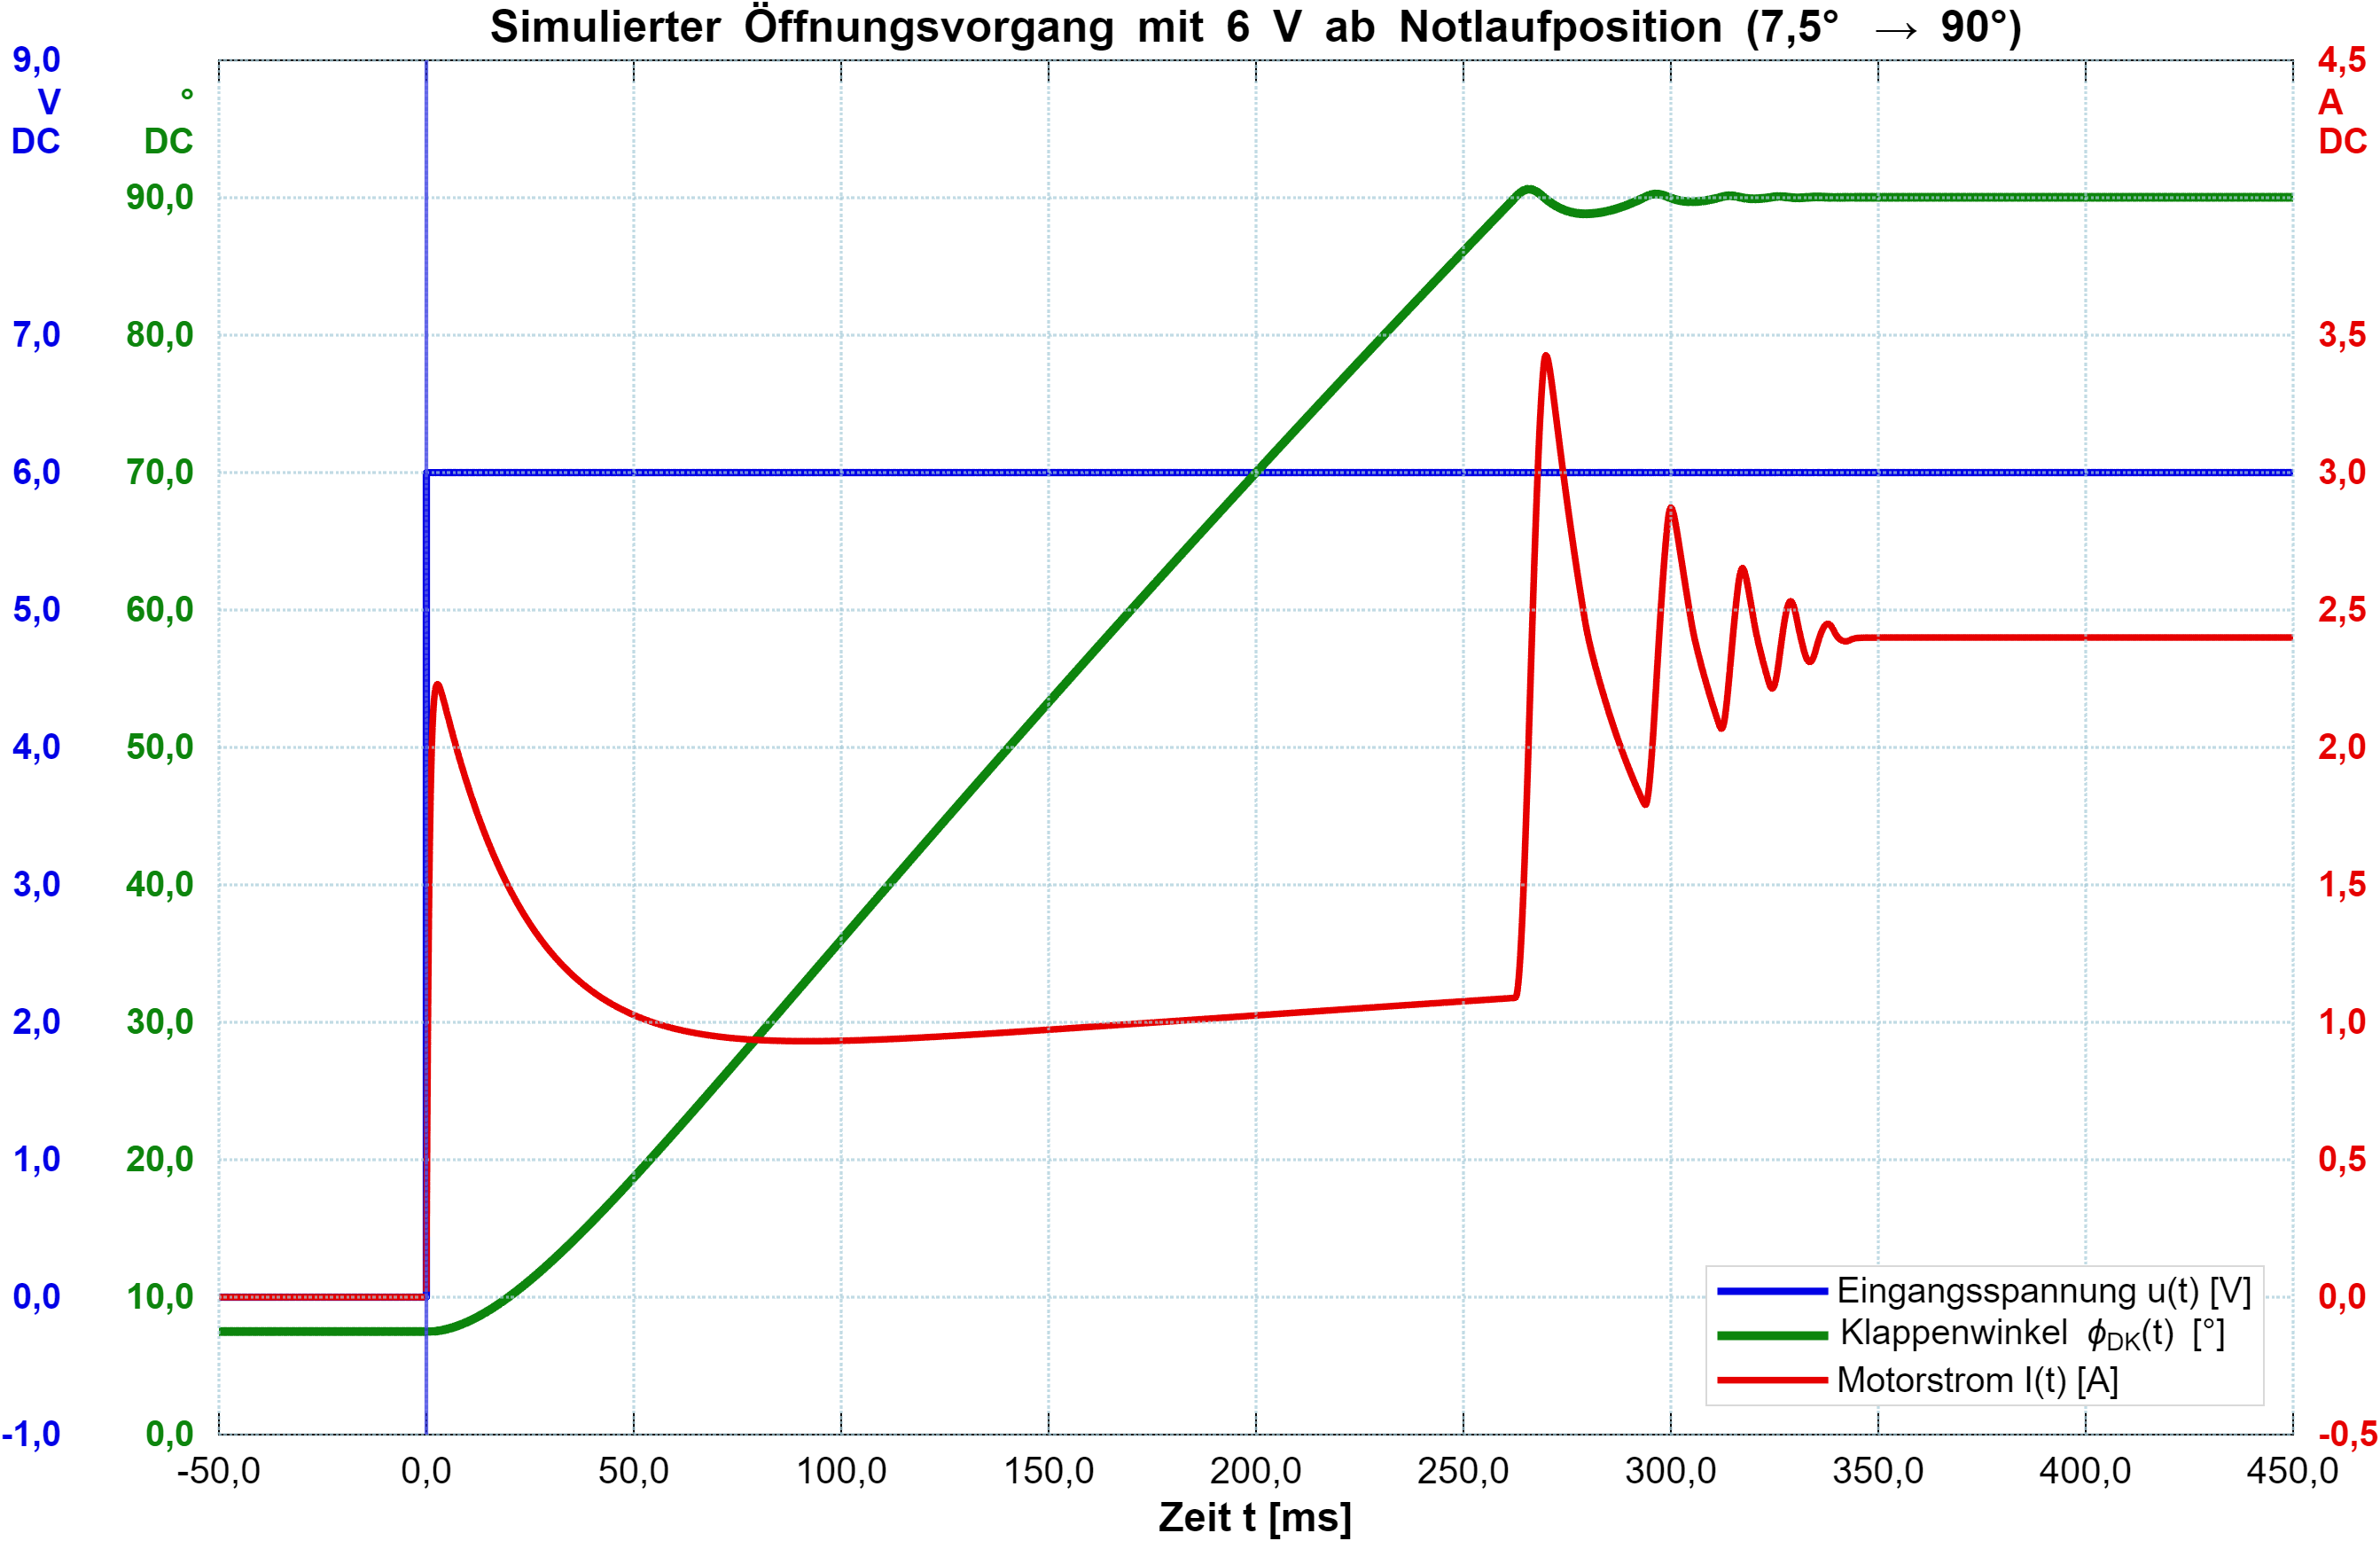 Simulierter Öffnungsvorgang mit 6 V ab Notlaufposition (7,5° → 90°)
9,0
V
DC
7,0
6,0
5,0
4,0
3,0
2,0
1,0
0,0
-1,0
°
DC
90,0
80,0
70,0
60,0
50,0
40,0
30,0
20,0
10,0
0,0
4,5
A
DC
3,5
3,0
2,5
2,0
1,5
1,0
0,5
0,0
-0,5
Eingangsspannung u(t) [V]
Klappenwinkel ϕDK(t) [°]
Motorstrom I(t) [A]
-50,0 0,0 50,0 100,0 150,0 200,0 250,0 300,0 350,0 400,0 450,0
Zeit t [ms]